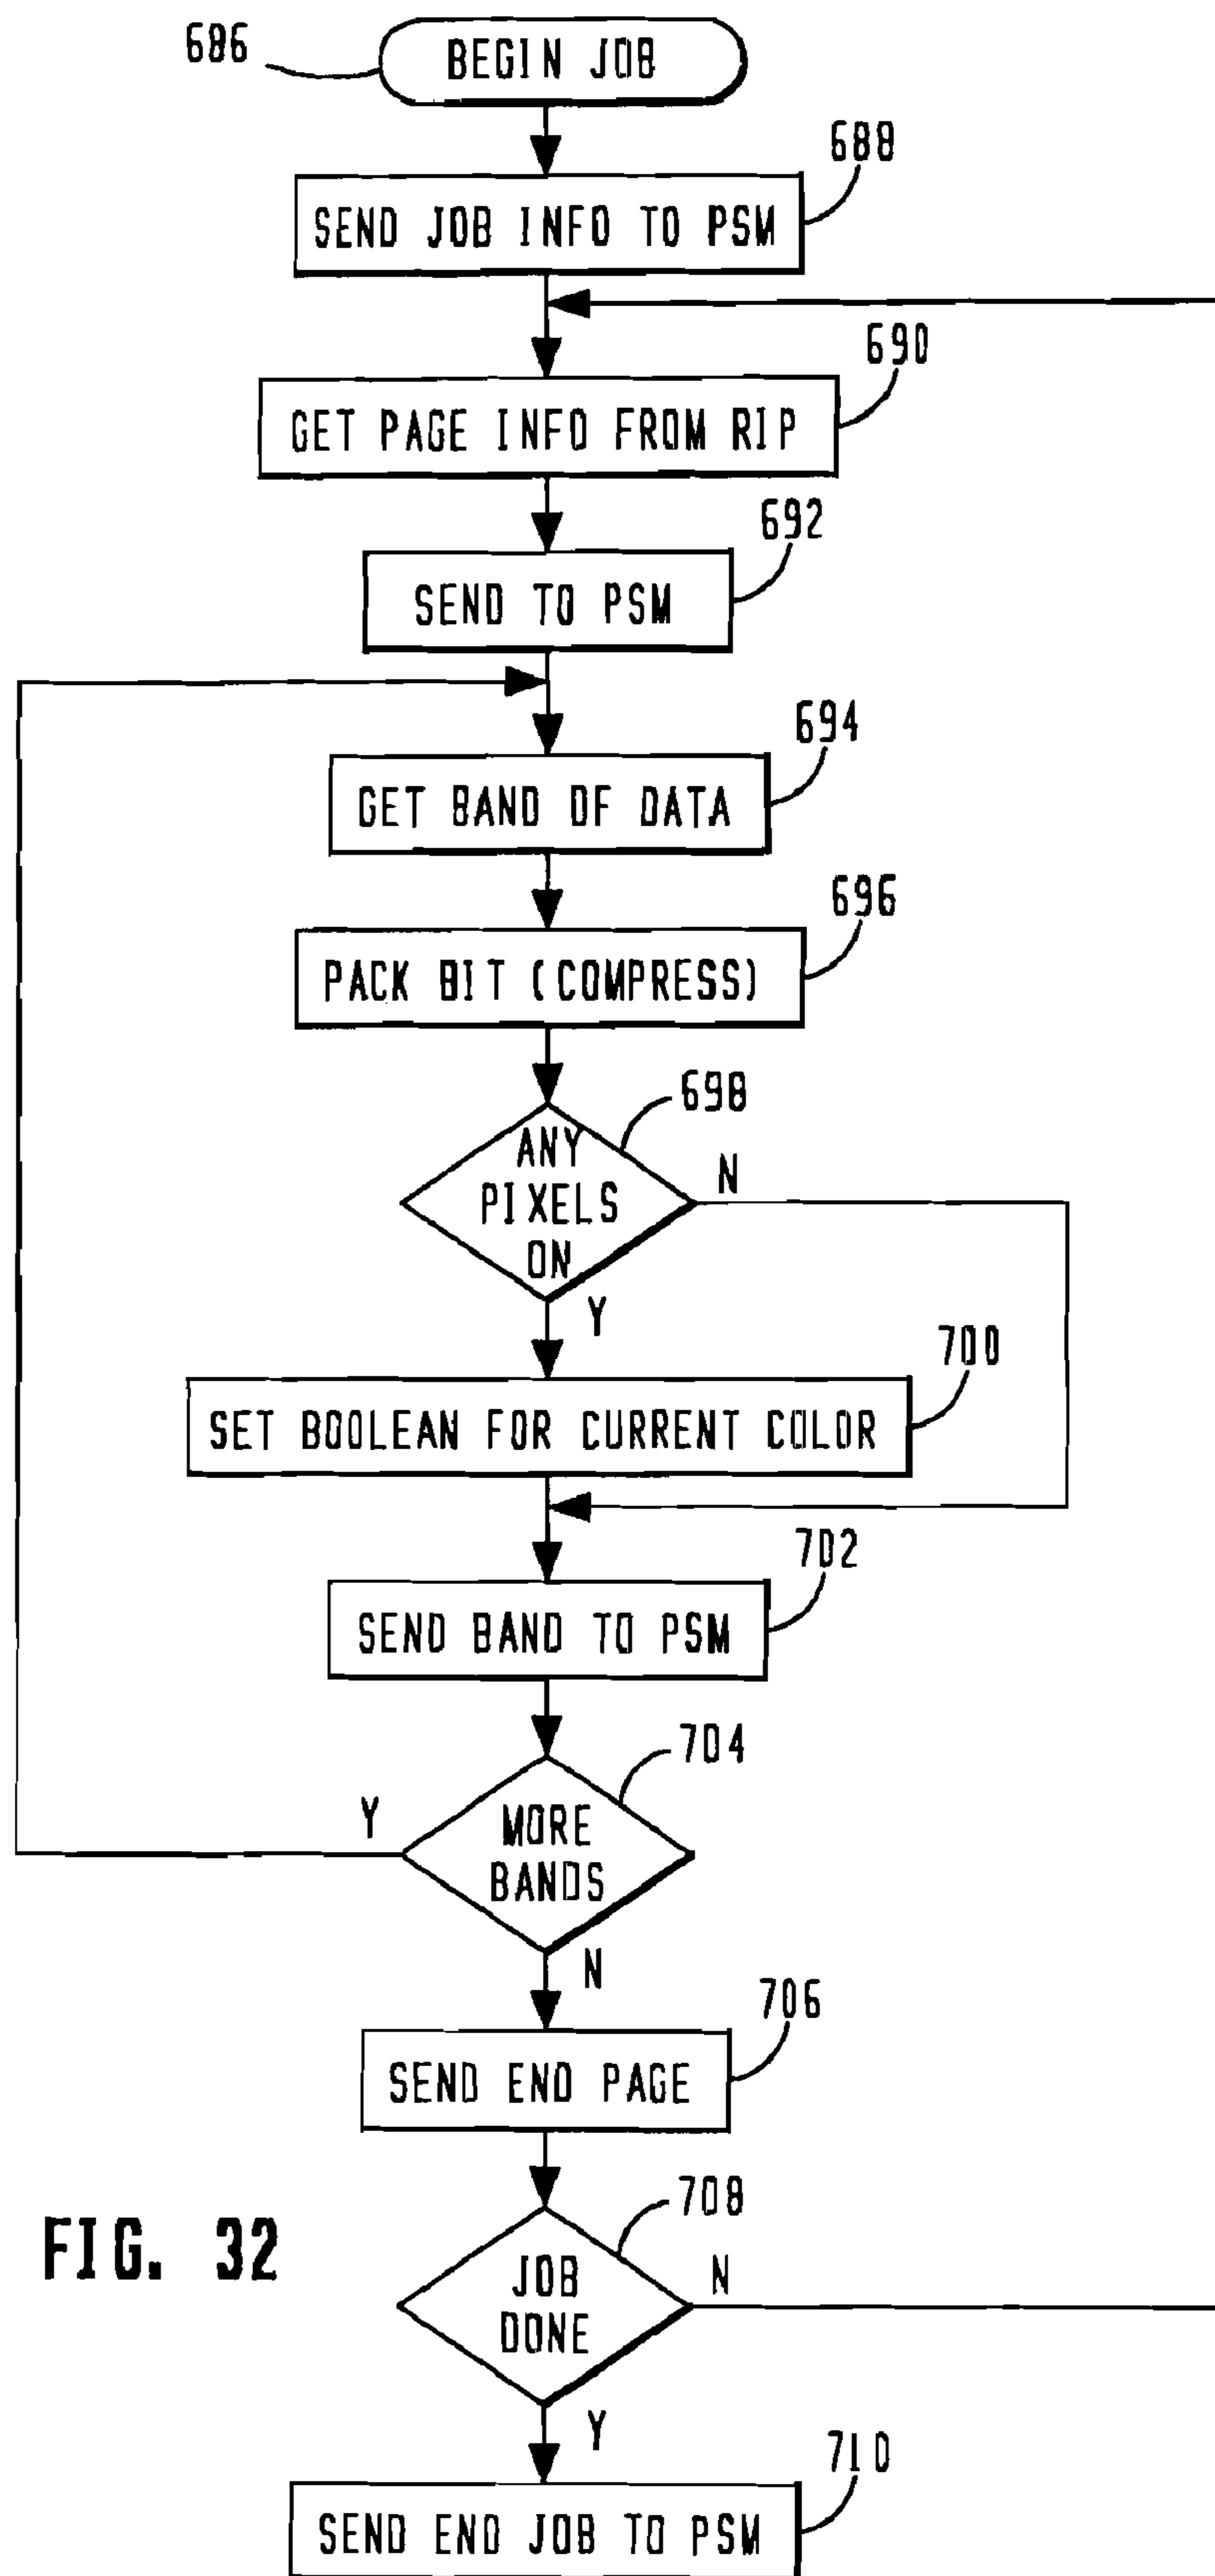 686
BEGIN JOB
688
SEND JOB INFO TO PSM
690
GET PAGE INFO FROM RIP
692
SEND TO PSM
694
GET BAND OF DATA
696
PACK BIT (COMPRESS)
698
ANY
PIXELS
ON
N
Y
700
SET BOOLEAN FOR CURRENT COLOR
702
SEND BAND TO PSM
704
MORE
BANDS
Y
N
706
SEND END PAGE
708
JOB
DONE
N
Y
FIG. 32
710
SEND END JOB TO PSM